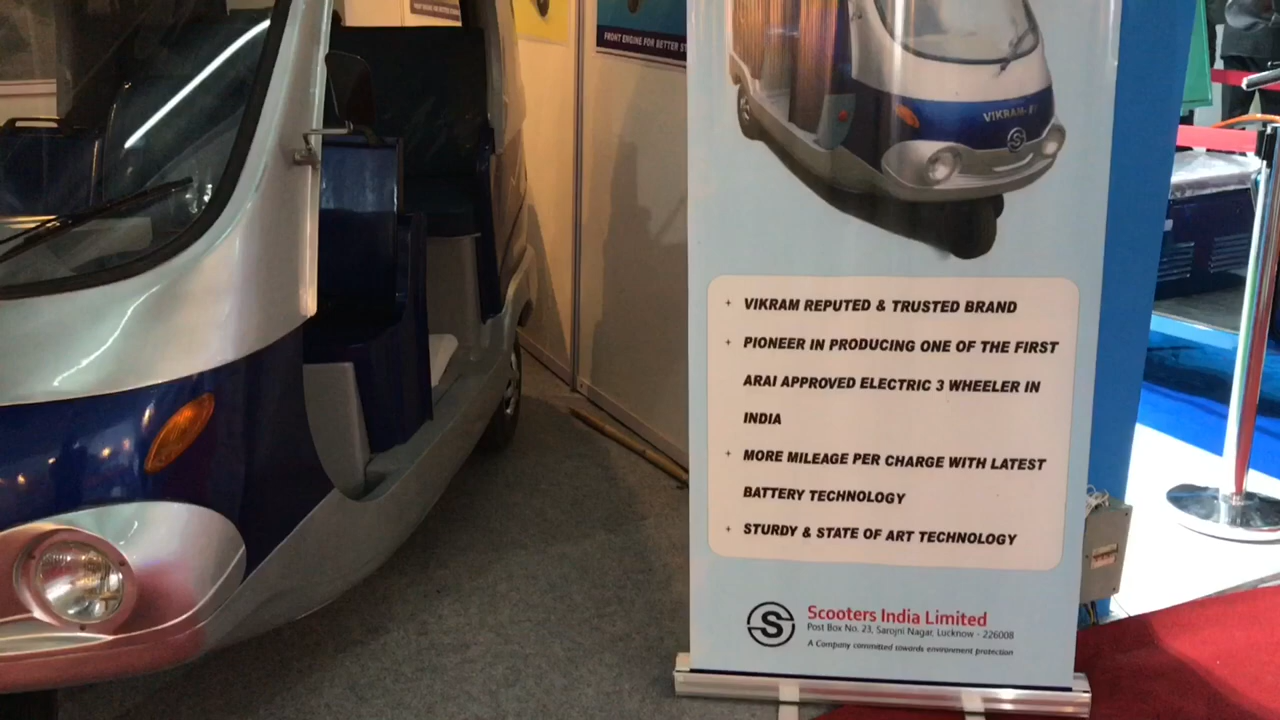 FRONT ENGINE FOR BETTER
VIKRAM-
VIKRAM REPUTED & TRUSTED BRAND
PIONEER IN PRODUCING ONE OF THE FIRST
ARAI APPROVED ELECTRIC 3 WHEELER IN
INDIA
MORE MILEAGE PER CHARGE WITH LATEST
BATTERY TECHNOLOGY
STURDY & STATE OF ART TECHNOLOGY
S
Scooters India Limited
Post Box No. 23, Sarojni Nagar, Lucknow - 226008
A Company committed towards environment protection